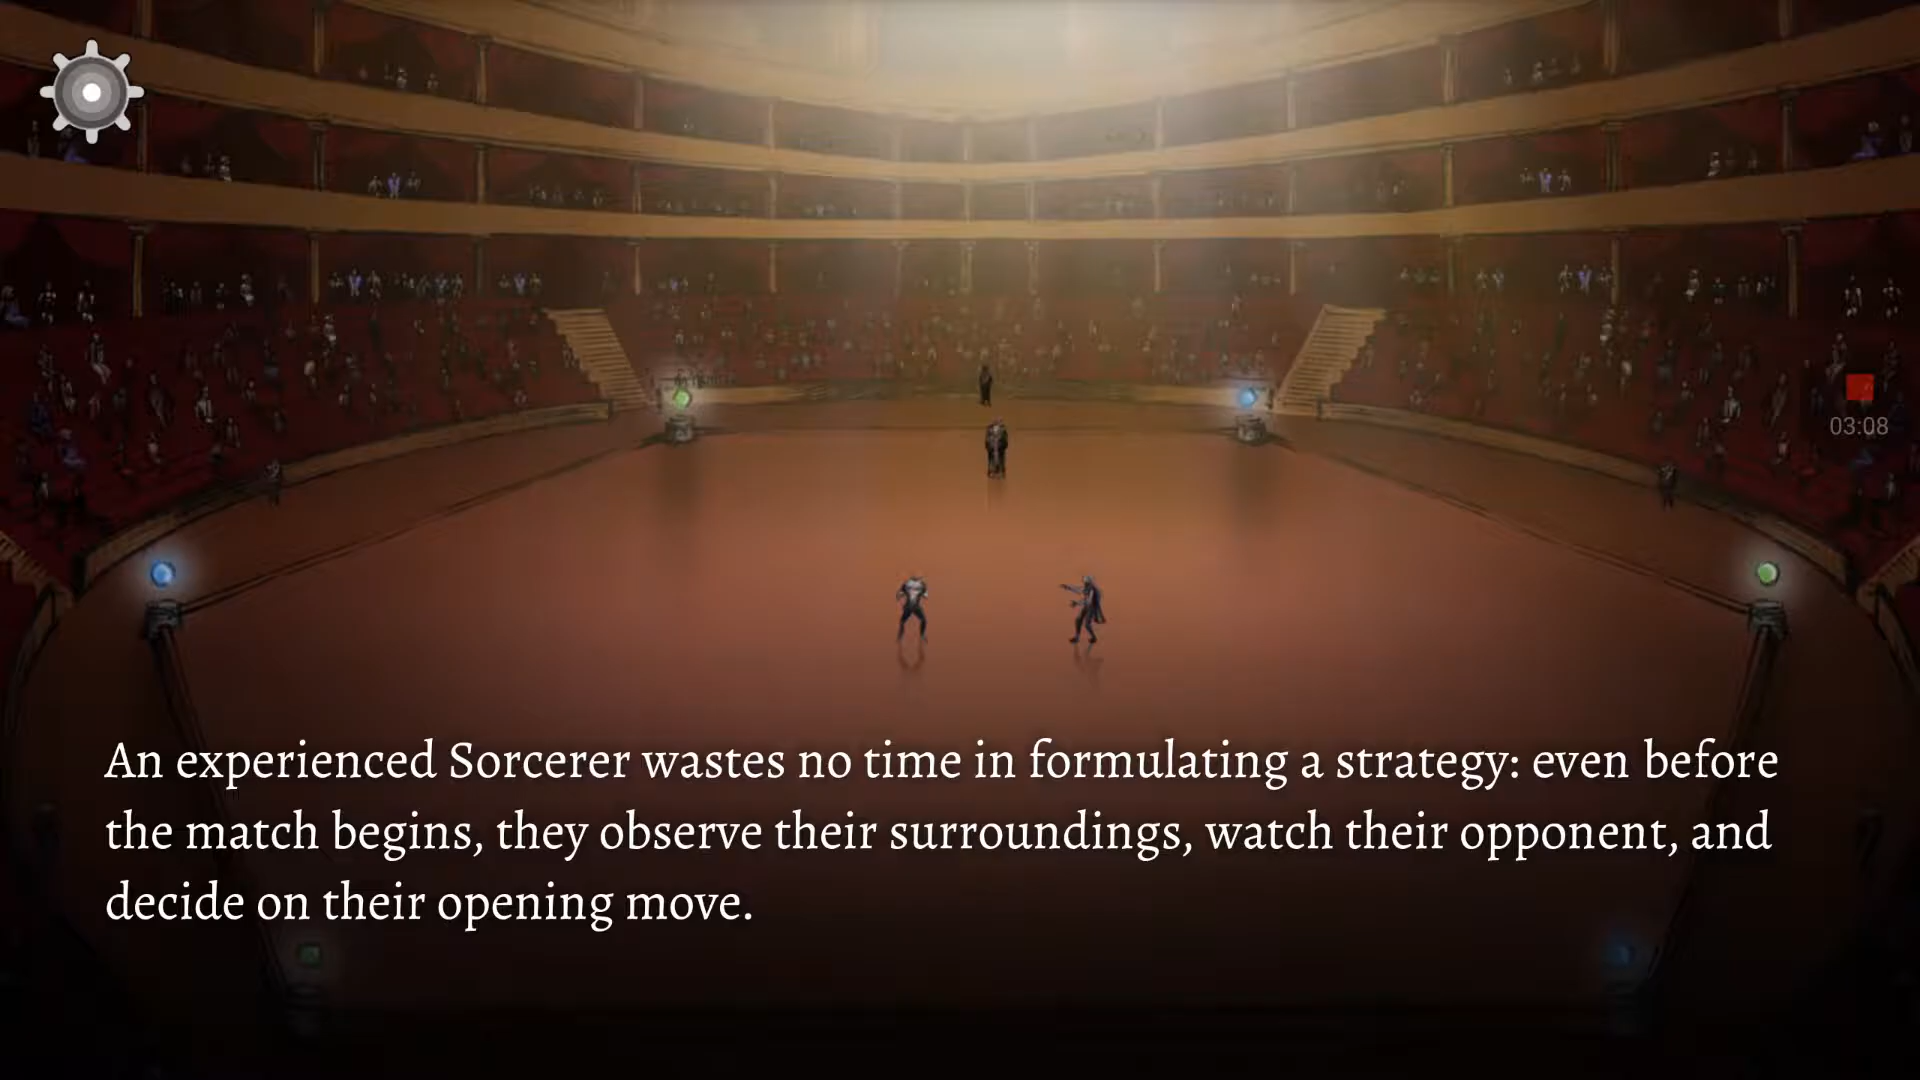 03:08
An experienced Sorcerer wastes no time in formulating a strategy: even before
the match begins, they observe their surroundings, watch their opponent, and
decide on their opening move.